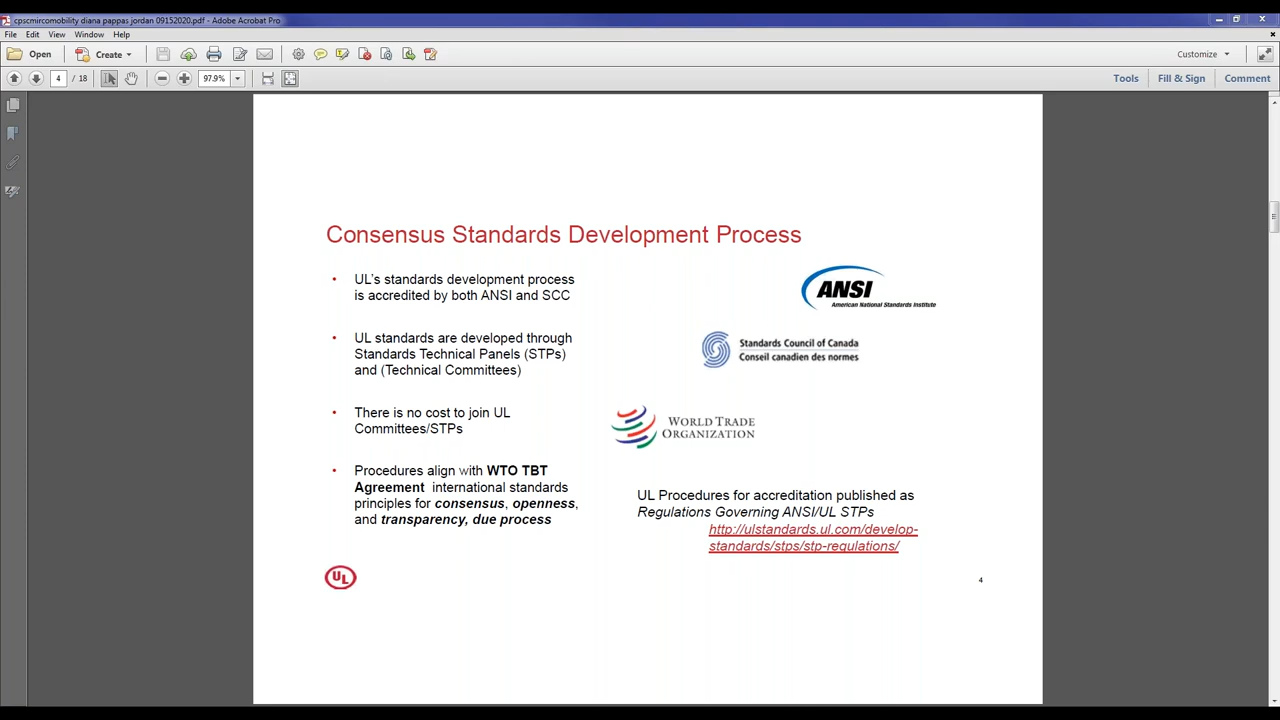 cpscmircomobility diana pappas jordan 09152020.pdf - Adobe Acrobat Pro
File Edit View Window Help
Open Create Customize
4 / 18 97.9% Tools Fill & Sign Comment
Consensus Standards Development Process
• UL's standards development process
is accredited by both ANSI and SCC
• UL standards are developed through
Standards Technical Panels (STPs)
and (Technical Committees)
• There is no cost to join UL
Committees/STPs
• Procedures align with WTO TBT
Agreement international standards
principles for consensus, openness,
and transparency, due process
ANSI
American National Standards Institute
Standards Council of Canada
Conseil canadien des normes
WORLD TRADE
ORGANIZATION
UL Procedures for accreditation published as
Regulations Governing ANSI/UL STPs
http://ulstandards.ul.com/develop-
standards/stps/stp-regulations/
UL
4